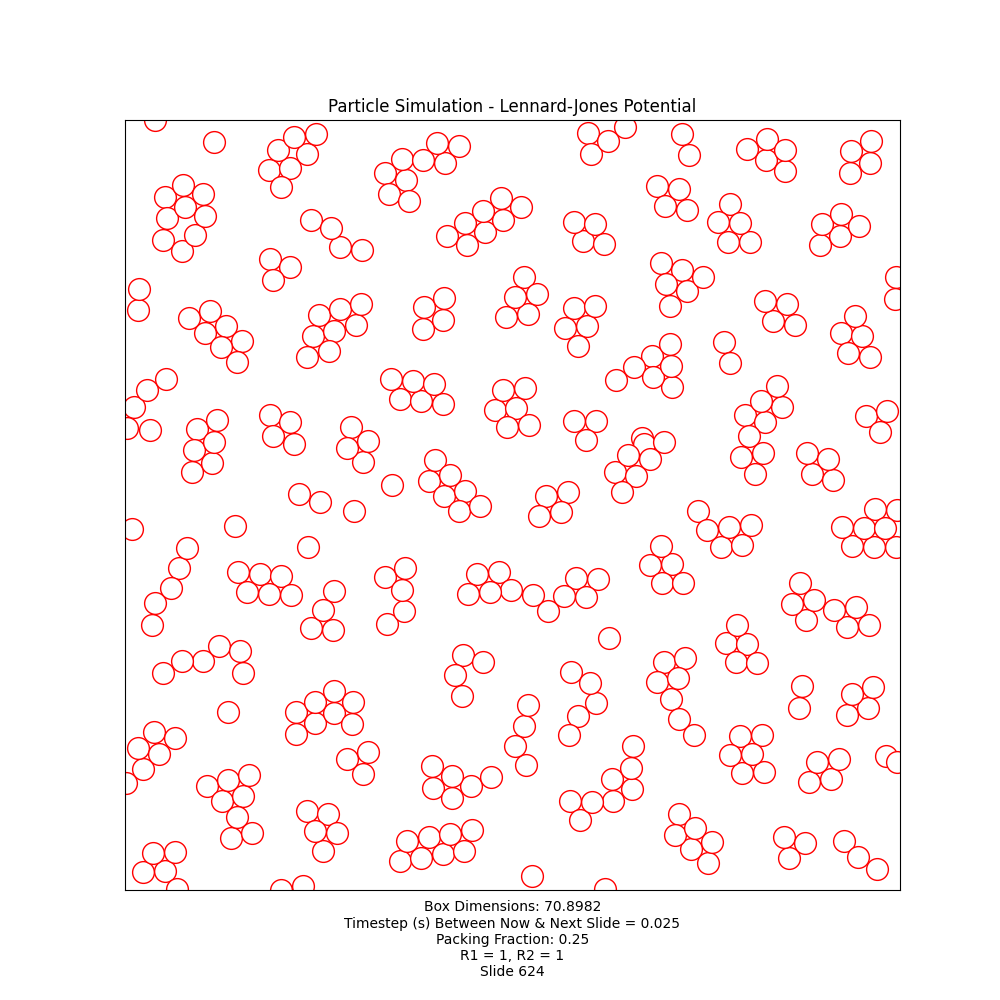 Particle Simulation - Lennard-Jones Potential
Box Dimensions: 70.8982
Timestep (s) Between Now & Next Slide = 0.025
Packing Fraction: 0.25
R1 = 1, R2 = 1
Slide 624